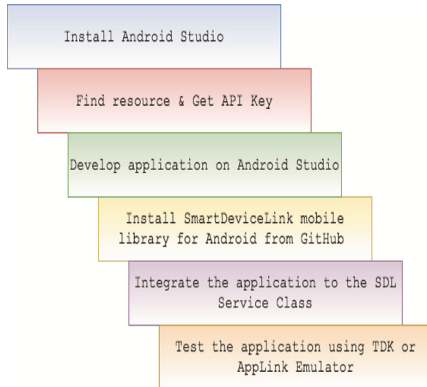 Install Android Studio
Find resource & Get API Key
Develop application on Android Studio
Install SmartDeviceLink mobile
library for Android from GitHub
Integrate the application to the SDL
Service Class
Test the application using TDK or
AppLink Emulator